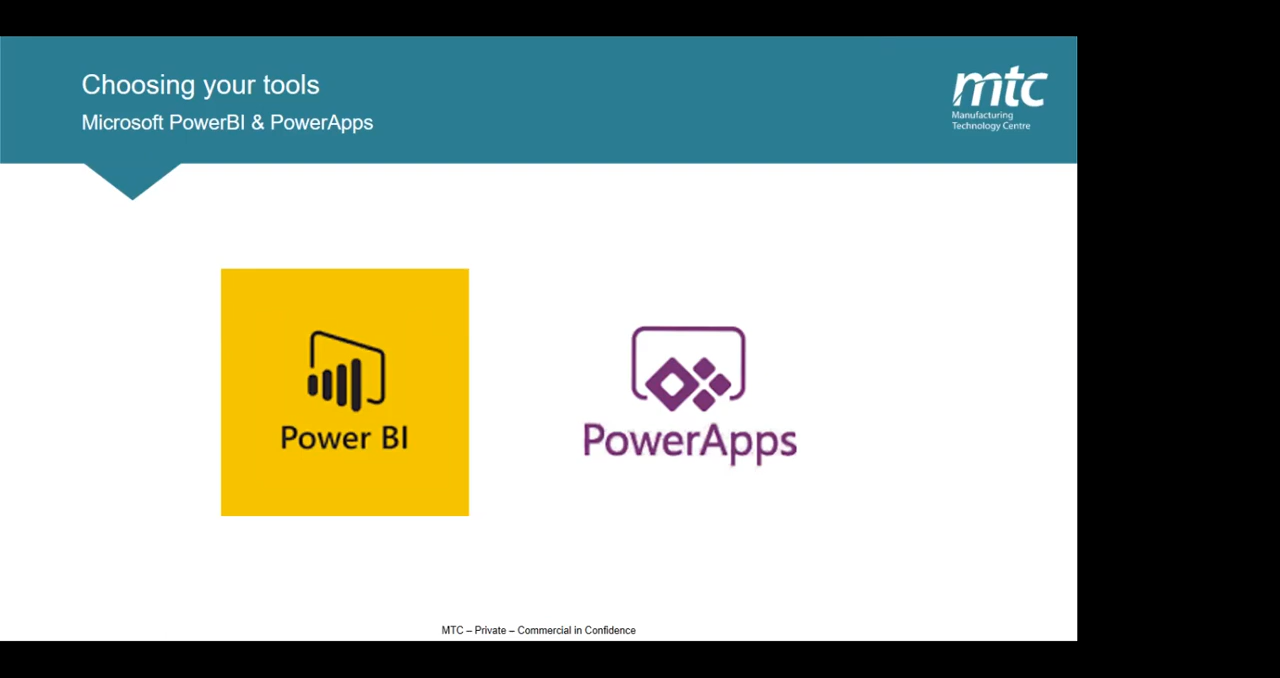 Choosing your tools
Microsoft PowerBI & PowerApps
mtc
Manufacturing
Technology Centre
Power BI
PowerApps
MTC – Private – Commercial in Confidence